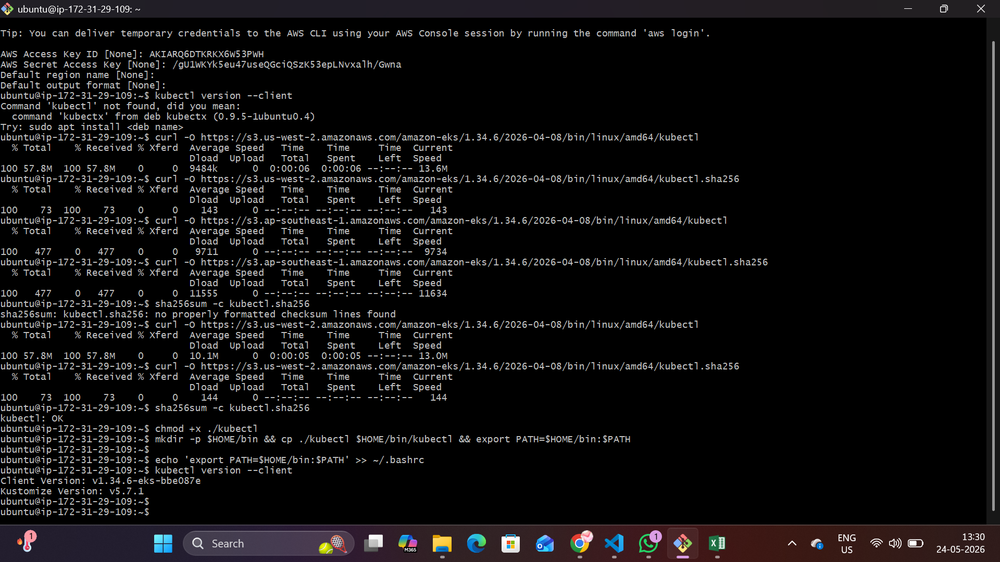 ubuntu@ip-172-31-29-109: ~
Tip: You can deliver temporary credentials to the AWS CLI using your AWS Console session by running the command 'aws login'.
AWS Access Key ID [None]: AKIARQ6DTKRKX6W53PWH
AWS Secret Access Key [None]: /gU1WKYk5eu47useQGciQSzK53epLNvxalh/Gwna
Default region name [None]:
Default output format [None]:
ubuntu@ip-172-31-29-109:~$ kubectl version --client
Command 'kubectl' not found, did you mean:
  command 'kubectx' from deb kubectx (0.9.5-1ubuntu0.4)
Try: sudo apt install <deb name>
ubuntu@ip-172-31-29-109:~$ curl -O https://s3.us-west-2.amazonaws.com/amazon-eks/1.34.6/2026-04-08/bin/linux/amd64/kubectl
  % Total    % Received % Xferd  Average Speed   Time    Time     Time  Current
                                 Dload  Upload   Total   Spent    Left  Speed
100 57.8M  100 57.8M    0     0  9484k      0  0:00:06  0:00:06 --:--:-- 13.6M
ubuntu@ip-172-31-29-109:~$ curl -O https://s3.us-west-2.amazonaws.com/amazon-eks/1.34.6/2026-04-08/bin/linux/amd64/kubectl.sha256
  % Total    % Received % Xferd  Average Speed   Time    Time     Time  Current
                                 Dload  Upload   Total   Spent    Left  Speed
100    73  100    73    0     0    143      0 --:--:-- --:--:-- --:--:--   143
ubuntu@ip-172-31-29-109:~$ curl -O https://s3.ap-southeast-1.amazonaws.com/amazon-eks/1.34.6/2026-04-08/bin/linux/amd64/kubectl
  % Total    % Received % Xferd  Average Speed   Time    Time     Time  Current
                                 Dload  Upload   Total   Spent    Left  Speed
100   477    0   477    0     0   9711      0 --:--:-- --:--:-- --:--:--  9734
ubuntu@ip-172-31-29-109:~$ curl -O https://s3.ap-southeast-1.amazonaws.com/amazon-eks/1.34.6/2026-04-08/bin/linux/amd64/kubectl.sha256
  % Total    % Received % Xferd  Average Speed   Time    Time     Time  Current
                                 Dload  Upload   Total   Spent    Left  Speed
100   477    0   477    0     0  11555      0 --:--:-- --:--:-- --:--:-- 11634
ubuntu@ip-172-31-29-109:~$ sha256sum -c kubectl.sha256
sha256sum: kubectl.sha256: no properly formatted checksum lines found
ubuntu@ip-172-31-29-109:~$ curl -O https://s3.us-west-2.amazonaws.com/amazon-eks/1.34.6/2026-04-08/bin/linux/amd64/kubectl
  % Total    % Received % Xferd  Average Speed   Time    Time     Time  Current
                                 Dload  Upload   Total   Spent    Left  Speed
100 57.8M  100 57.8M    0     0  10.1M      0  0:00:05  0:00:05 --:--:-- 13.0M
ubuntu@ip-172-31-29-109:~$ curl -O https://s3.us-west-2.amazonaws.com/amazon-eks/1.34.6/2026-04-08/bin/linux/amd64/kubectl.sha256
  % Total    % Received % Xferd  Average Speed   Time    Time     Time  Current
                                 Dload  Upload   Total   Spent    Left  Speed
100    73  100    73    0     0    144      0 --:--:-- --:--:-- --:--:--   144
ubuntu@ip-172-31-29-109:~$ sha256sum -c kubectl.sha256
kubectl: OK
ubuntu@ip-172-31-29-109:~$ chmod +x ./kubectl
ubuntu@ip-172-31-29-109:~$ mkdir -p $HOME/bin && cp ./kubectl $HOME/bin/kubectl && export PATH=$HOME/bin:$PATH
ubuntu@ip-172-31-29-109:~$
ubuntu@ip-172-31-29-109:~$ echo 'export PATH=$HOME/bin:$PATH' >> ~/.bashrc
ubuntu@ip-172-31-29-109:~$ kubectl version --client
Client Version: v1.34.6-eks-bbe087e
Kustomize Version: v5.7.1
ubuntu@ip-172-31-29-109:~$
ubuntu@ip-172-31-29-109:~$
1
Search
M365
1
ENG
US
13:30
24-05-2026